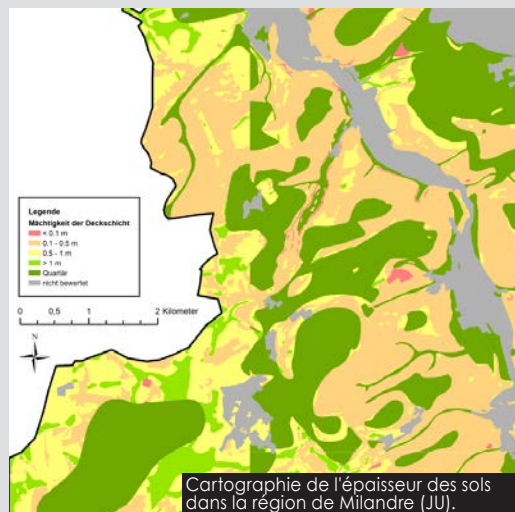 Legende
Mächtigkeit der Deckschicht
< 0.1 m
0.1 - 0.5 m
0.5 - 1 m
> 1 m
Quartär
nicht bewertet
0 0,5 1 2 Kilometer
N
Cartographie de l'épaisseur des sols
dans la région de Milandre (JU).